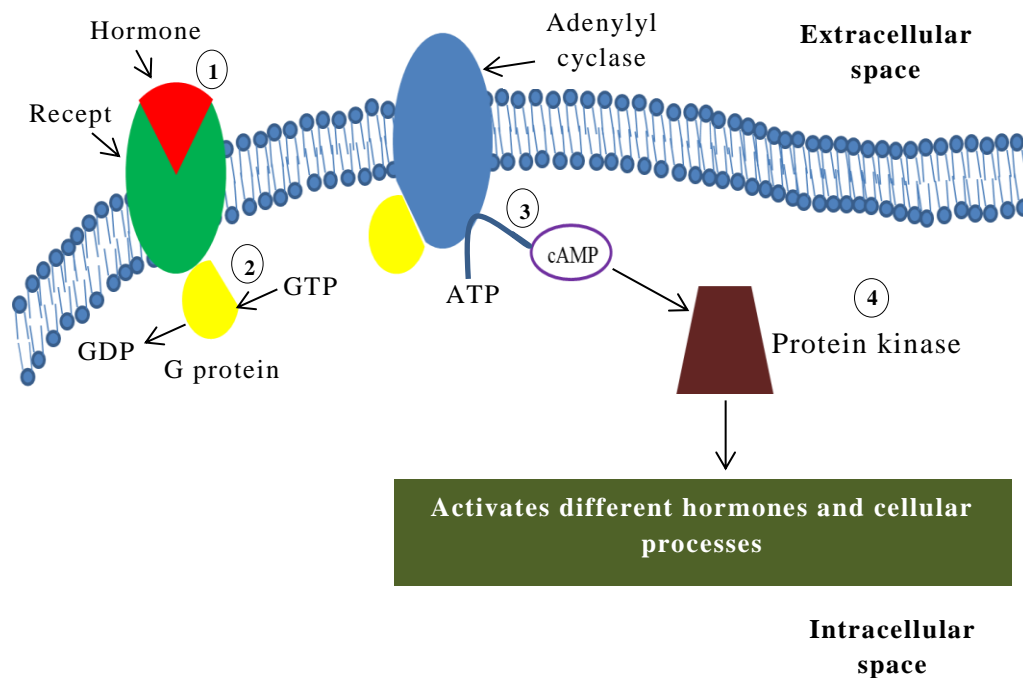 Hormone
1
Recept
Adenylyl
cyclase
Extracellular
space
2
GTP
GDP
G protein
3
cAMP
ATP
4
Protein kinase
Activates different hormones and cellular
processes
Intracellular
space